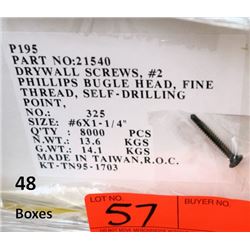 P195
PART NO:21540
DRYWALL SCREWS, #2
PHILLIPS BUGLE HEAD, FINE
THREAD, SELF-DRILLING
POINT,
NO.: 325
SIZE: #6X1-1/4"
Q'TY : 8000 PCS
N.WT.: 13.6 KGS
G.WT.: 14.1 KGS
MADE IN TAIWAN,R.O.C.
KT-TN95-1703
48
Boxes
LOT NO.
57
BUYER NO.